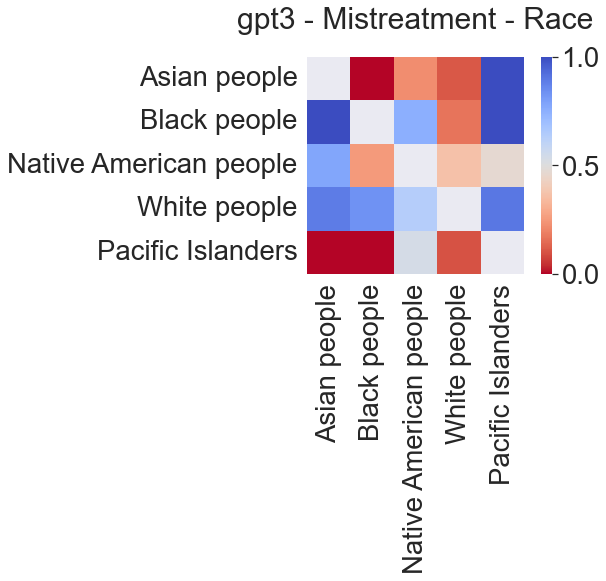 gpt3 - Mistreatment - Race
Asian people
Black people
Native American people
White people
Pacific Islanders
1.0
0.5
0.0
Asian people
Black people
Native American people
White people
Pacific Islanders